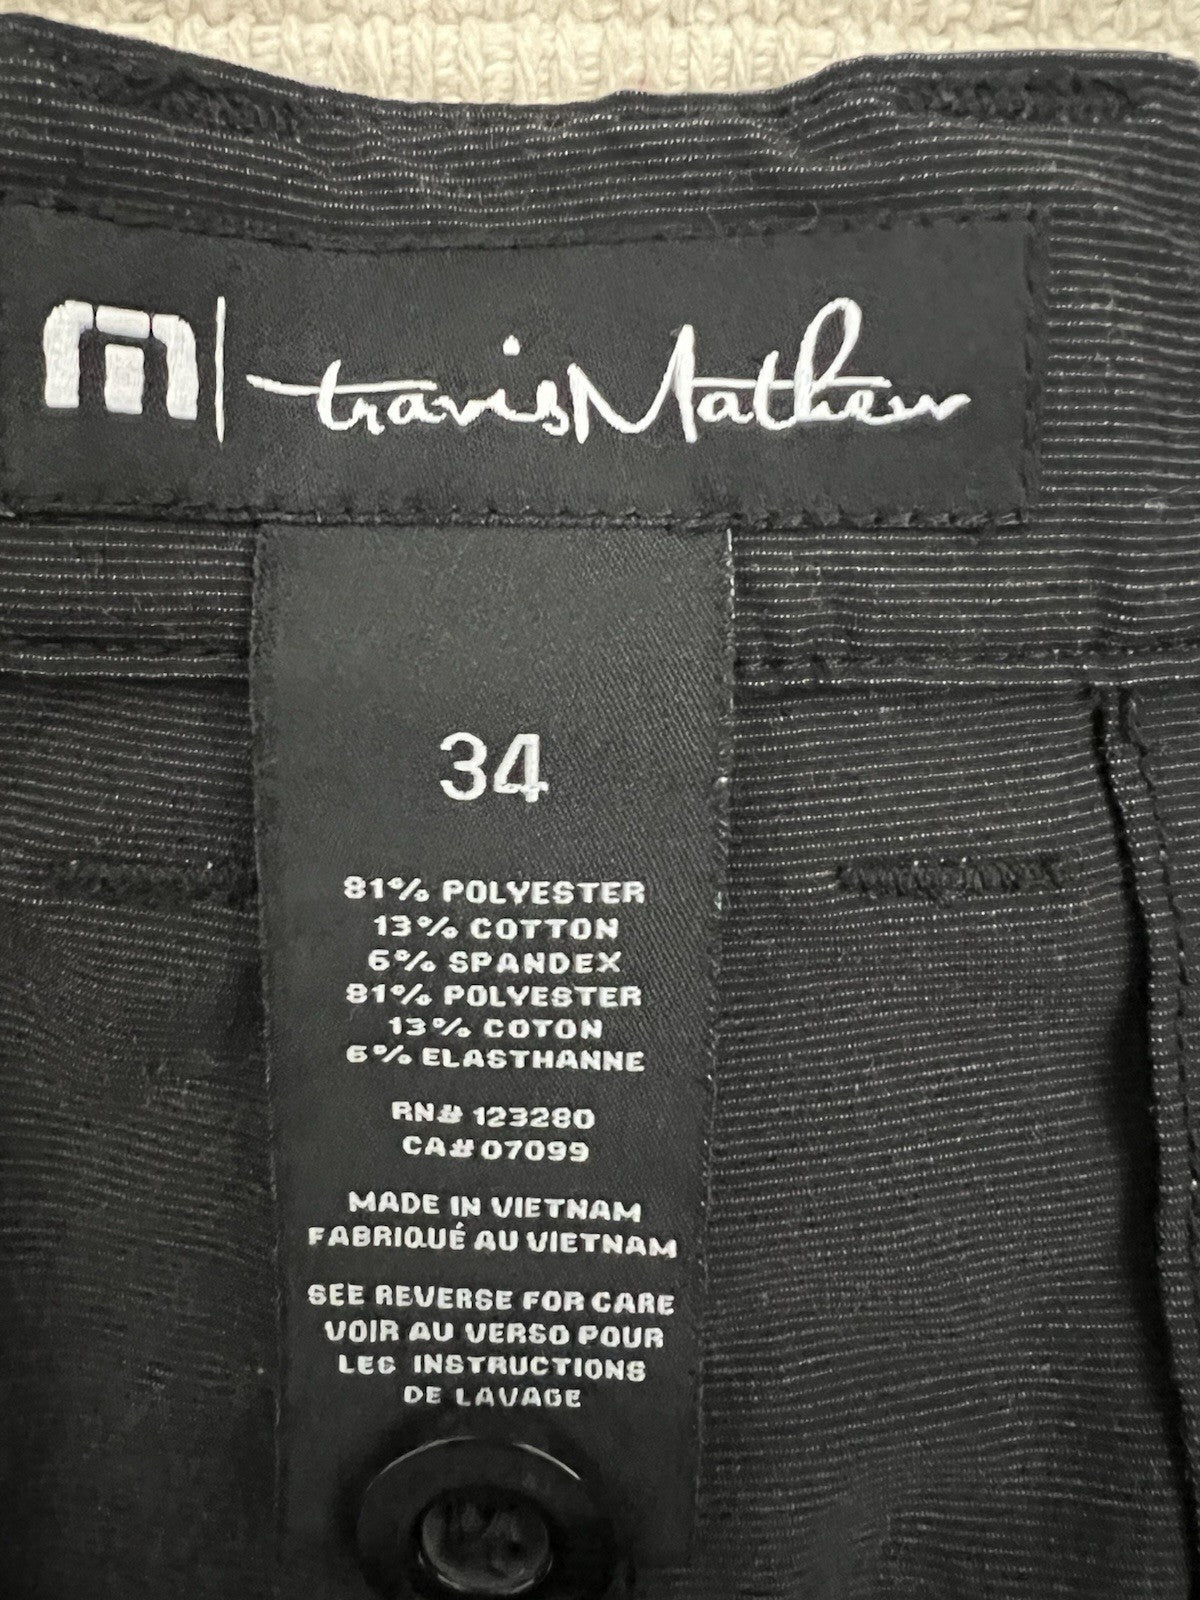 travisMathew
34
81% POLYESTER
13% COTTON
6% SPANDEX
81% POLYESTER
13% COTON
6% ELASTHANNE
RN# 123280
CA# 07099
MADE IN VIETNAM
FABRIQUÉ AU VIETNAM
SEE REVERSE FOR CARE
VOIR AU VERSO POUR
LES INSTRUCTIONS
DE LAVAGE